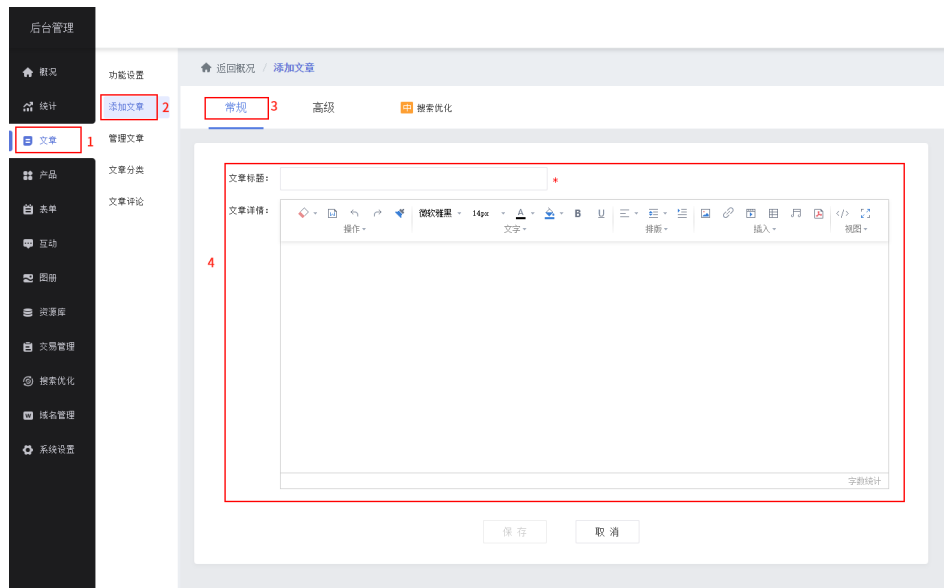 后台管理
概况
统计
文章 1
产品
表单
互动
图册
资源库
交易管理
搜索优化
域名管理
系统设置
功能设置
添加文章 2
管理文章
文章分类
文章评论
返回概况 / 添加文章
常规 3 高级 中 搜索优化
文章标题： *
文章详情：
微软雅黑 14px A B U
操作 文字 排版 插入 视图
4
字数统计
保 存 取 消